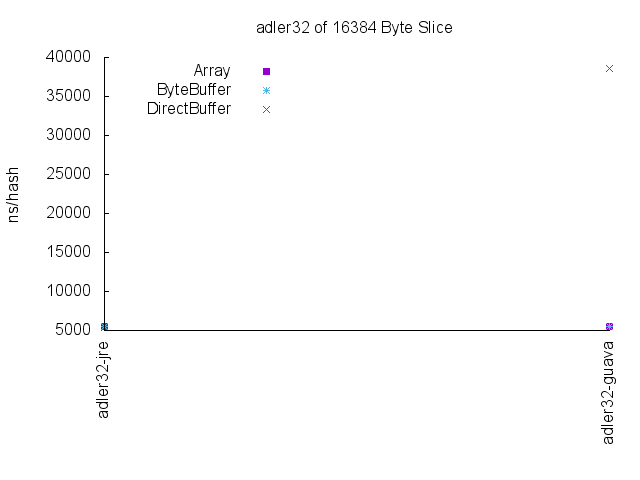 adler32 of 16384 Byte Slice
40000
35000
30000
25000
20000
15000
10000
5000
ns/hash
Array
ByteBuffer
DirectBuffer
adler32-jre
adler32-guava